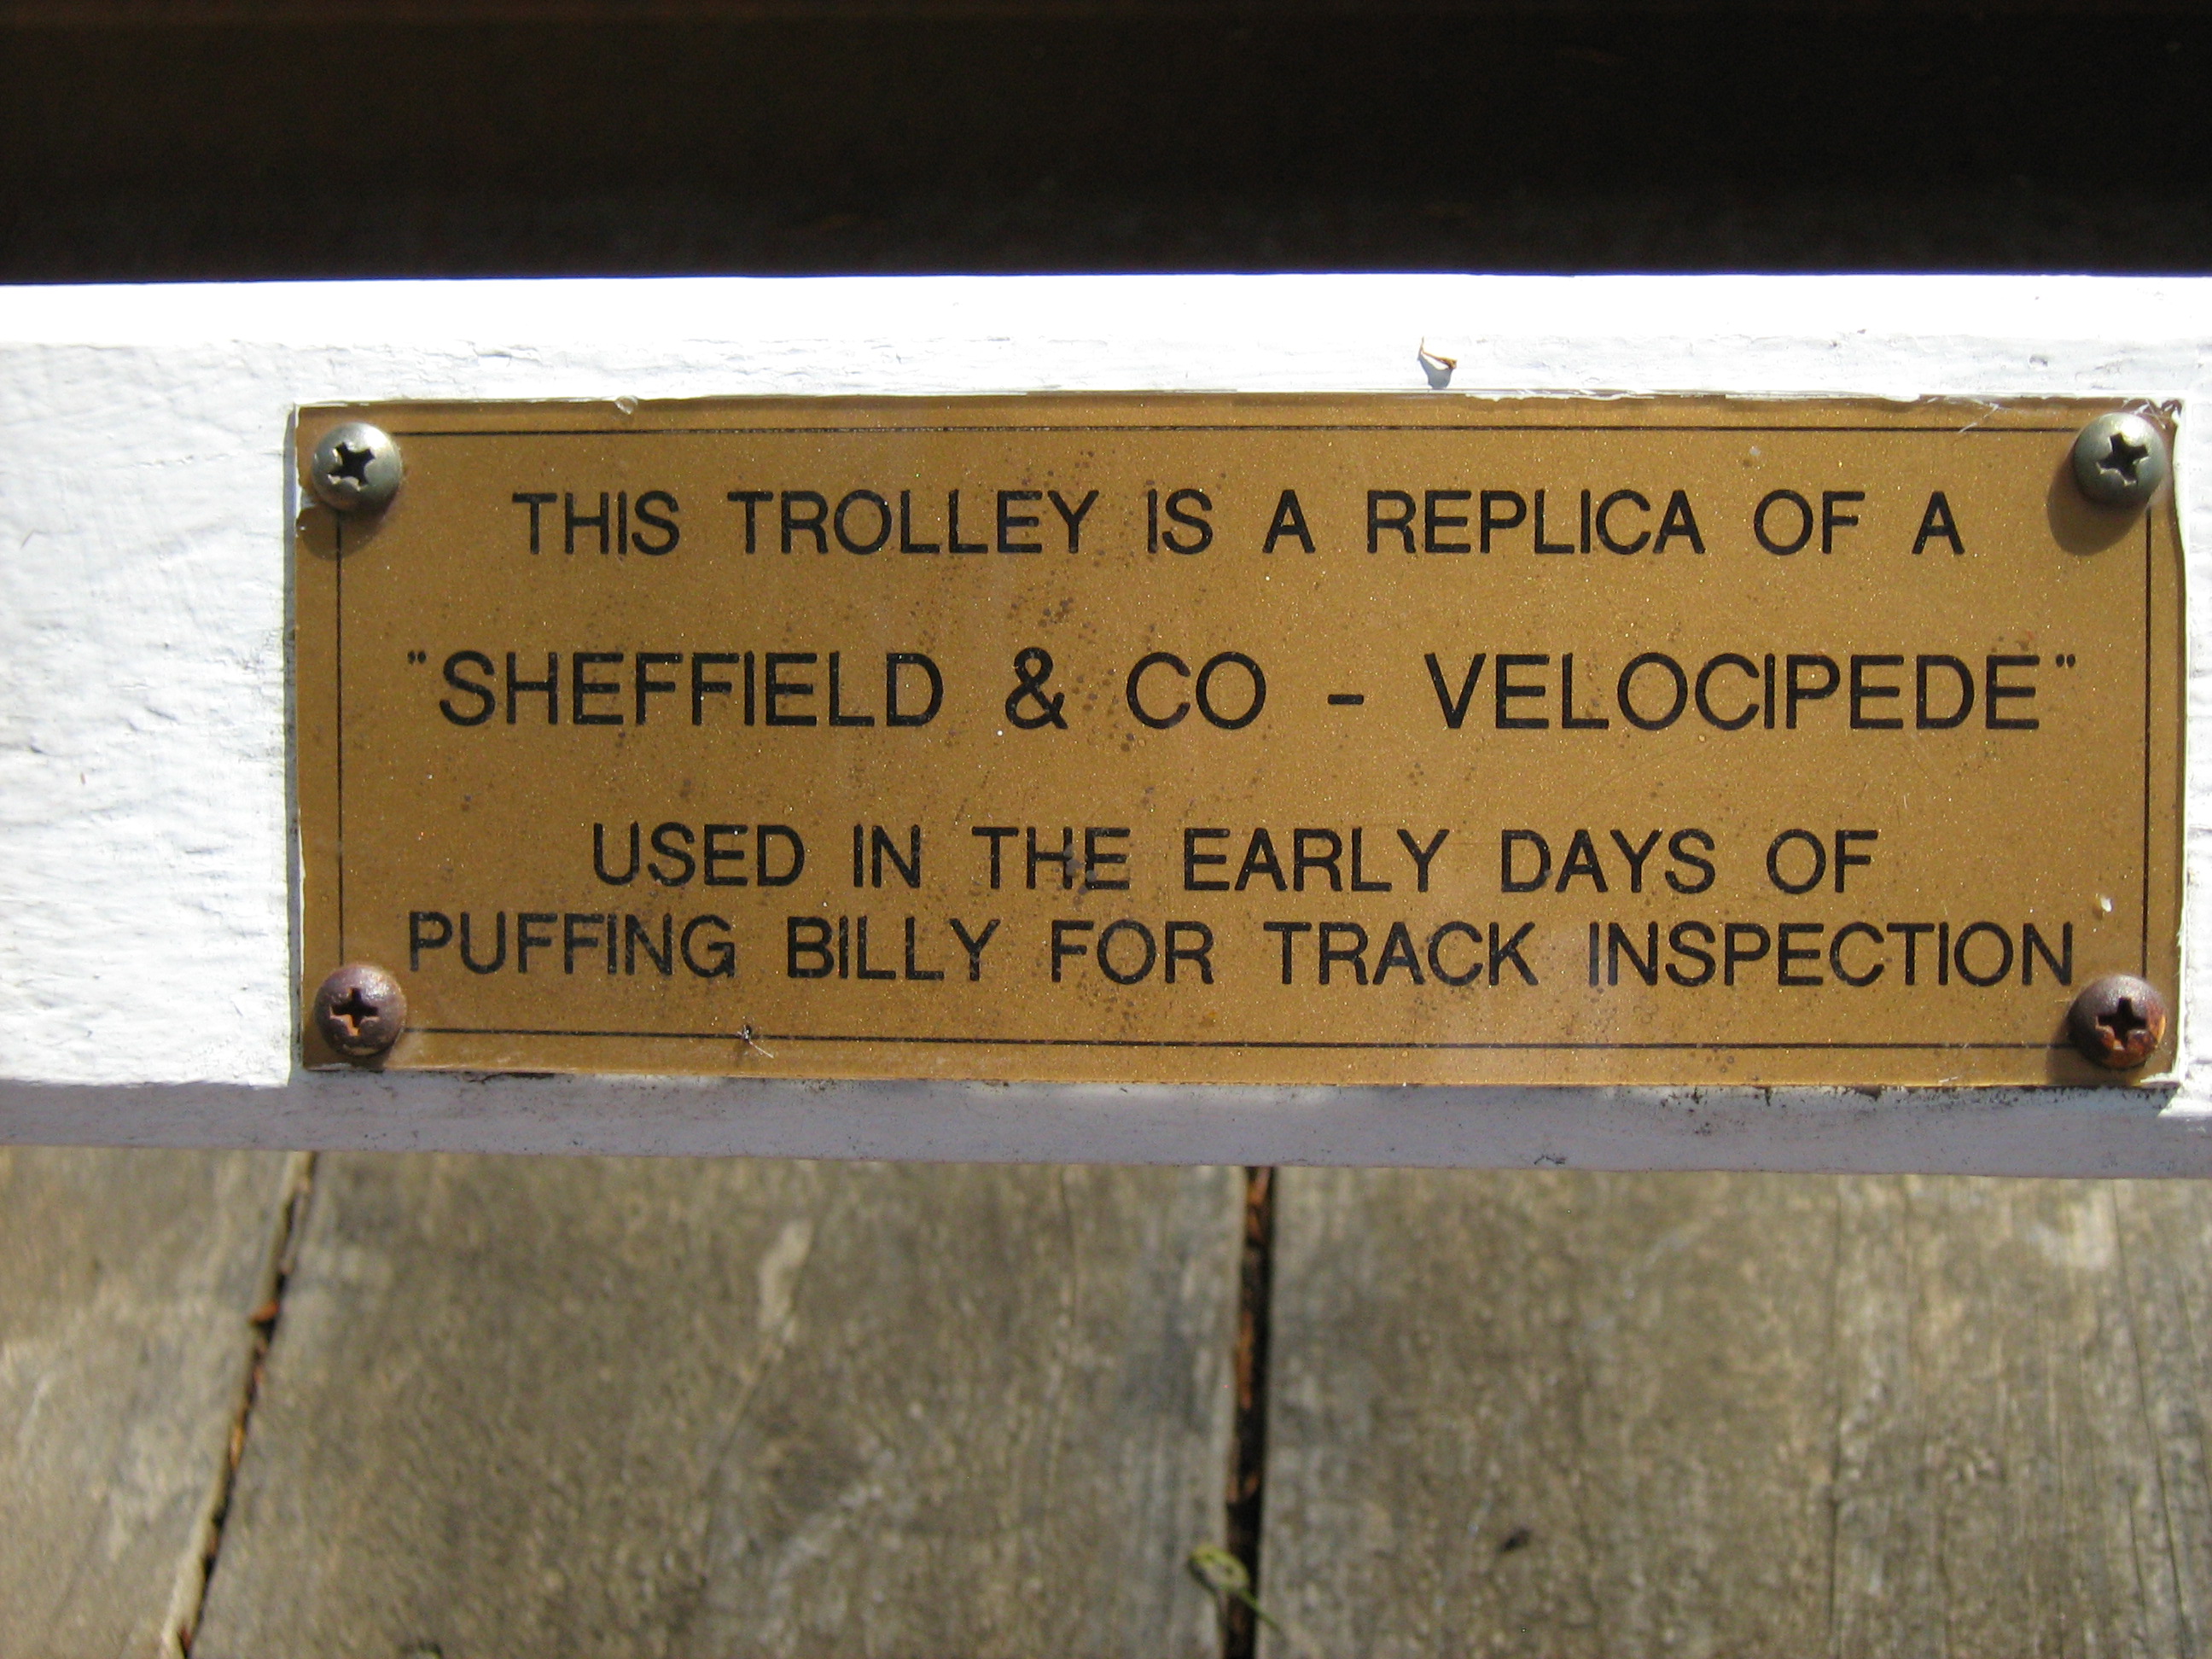 THIS TROLLEY IS A REPLICA OF A
"SHEFFIELD & CO - VELOCIPEDE"
USED IN THE EARLY DAYS OF
PUFFING BILLY FOR TRACK INSPECTION